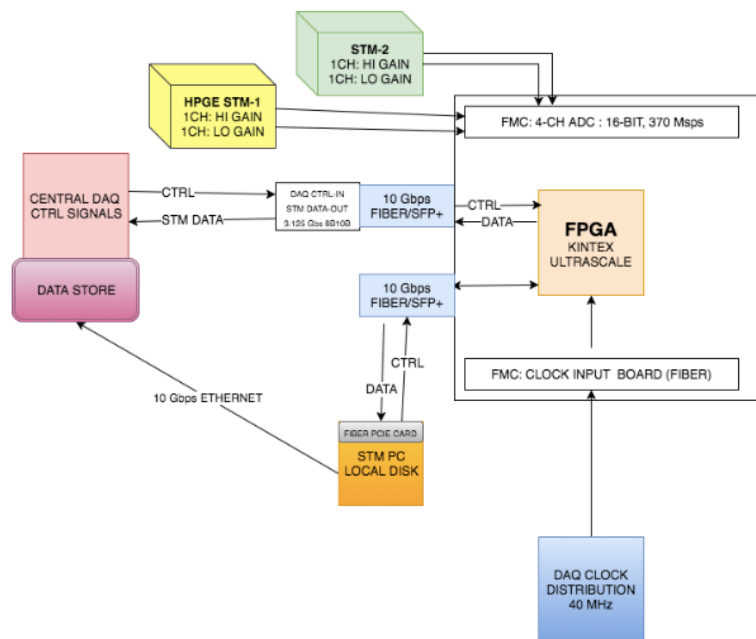 STM-2
1CH: HI GAIN
1CH: LO GAIN
HPGE STM-1
1CH: HI GAIN
1CH: LO GAIN
FMC: 4-CH ADC : 16-BIT, 370 Msps
CENTRAL DAQ
CTRL SIGNALS
CTRL
STM DATA
DAQ CTRL-IN
STM DATA-OUT
3.125 Gbs 8B10B
10 Gbps
FIBER/SFP+
CTRL
DATA
FPGA
KINTEX
ULTRASCALE
DATA STORE
10 Gbps
FIBER/SFP+
CTRL
DATA
10 Gbps ETHERNET
FMC: CLOCK INPUT BOARD (FIBER)
FIBER PCIE CARD
STM PC
LOCAL DISK
DAQ CLOCK
DISTRIBUTION
40 MHz